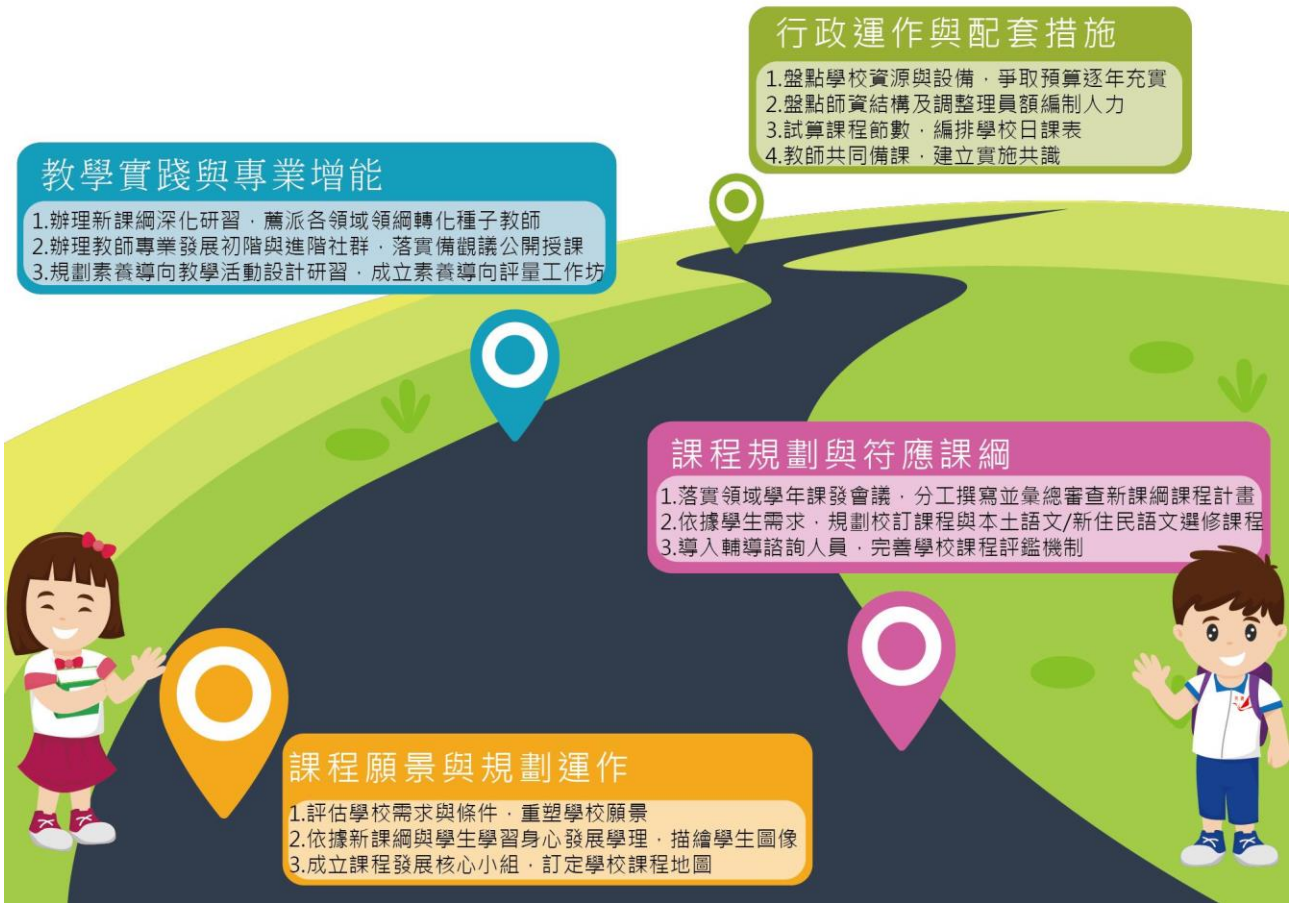 行政運作與配套措施
1.盤點學校資源與設備，爭取預算逐年充實
2.盤點師資結構及調整理員額編制人力
3.試算課程節數，編排學校日課表
4.教師共同備課，建立實施共識
教學實踐與專業增能
1.辦理新課綱深化研習，薦派各領域領綱轉化種子教師
2.辦理教師專業發展初階與進階社群，落實備觀議公開授課
3.規劃素養導向教學活動設計研習，成立素養導向評量工作坊
課程規劃與符應課綱
1.落實領域學年課發會議，分工撰寫並彙總審查新課綱課程計畫
2.依據學生需求，規劃校訂課程與本土語文/新住民語文選修課程
3.導入輔導諮詢人員，完善學校課程評鑑機制
課程願景與規劃運作
1.評估學校需求與條件，重塑學校願景
2.依據新課綱與學生學習身心發展學理，描繪學生圖像
3.成立課程發展核心小組，訂定學校課程地圖